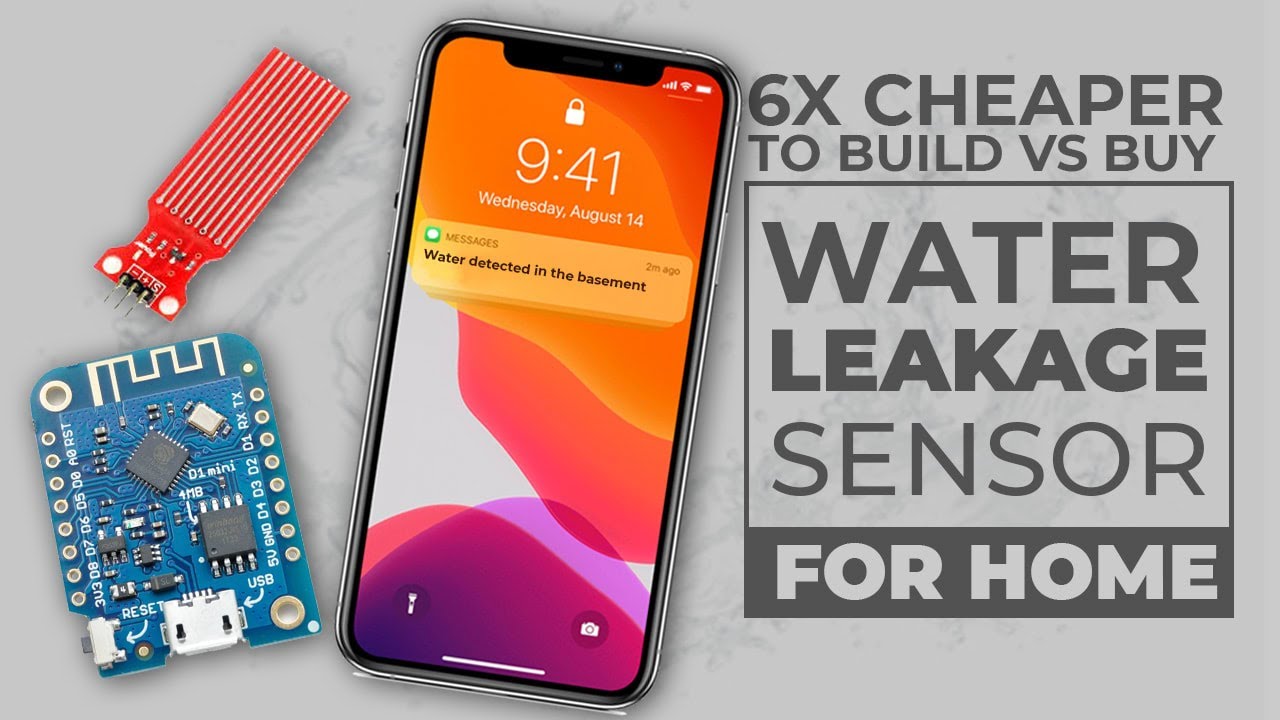 6X CHEAPER
TO BUILD VS BUY
WATER
LEAKAGE
SENSOR
FOR HOME
9:41
Wednesday, August 14
MESSAGES
2m ago
Water detected in the basement
- + S
RST
A0
D0
D5
D6
D7
D8
3V3
TX
RX
D1
D2
D3
D4
GND
5V
D1 mini
4MB
RESET
USB